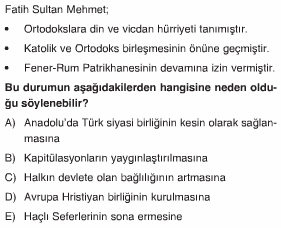 Fatih Sultan Mehmet;
• Ortodokslara din ve vicdan hürriyeti tanımıştır.
• Katolik ve Ortodoks birleşmesinin önüne geçmiştir.
• Fener-Rum Patrikhanesinin devamına izin vermiştir.
Bu durumun aşağıdakilerden hangisine neden oldu-
ğu söylenebilir?
A) Anadolu'da Türk siyasi birliğinin kesin olarak sağlan-
masına
B) Kapitülasyonların yaygınlaştırılmasına
C) Halkın devlete olan bağlılığının artmasına
D) Avrupa Hristiyan birliğinin kurulmasına
E) Haçlı Seferlerinin sona ermesine